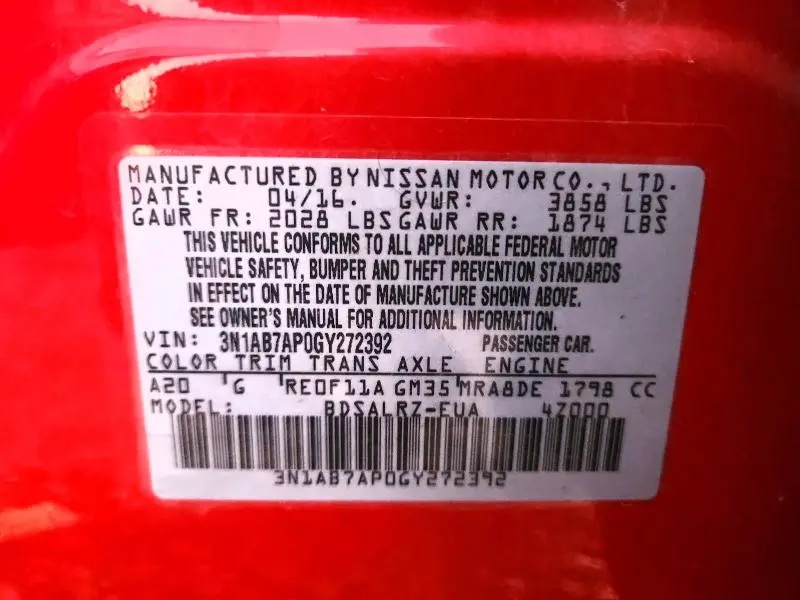 MANUFACTURED BY NISSAN MOTOR CO., LTD.
DATE: 04/16. GVWR: 3858 LBS
GAWR FR: 2028 LBS GAWR RR: 1874 LBS
THIS VEHICLE CONFORMS TO ALL APPLICABLE FEDERAL MOTOR
VEHICLE SAFETY, BUMPER AND THEFT PREVENTION STANDARDS
IN EFFECT ON THE DATE OF MANUFACTURE SHOWN ABOVE.
SEE OWNER'S MANUAL FOR ADDITIONAL INFORMATION.
VIN: 3N1AB7AP0GY272392 PASSENGER CAR.
COLOR TRIM TRANS AXLE ENGINE
A20 'G 'RE0F11A GM35'MRA8DE 1798 CC
MODEL: BDSALRZ-EUA 4Z000
3N1AB7AP0GY272392